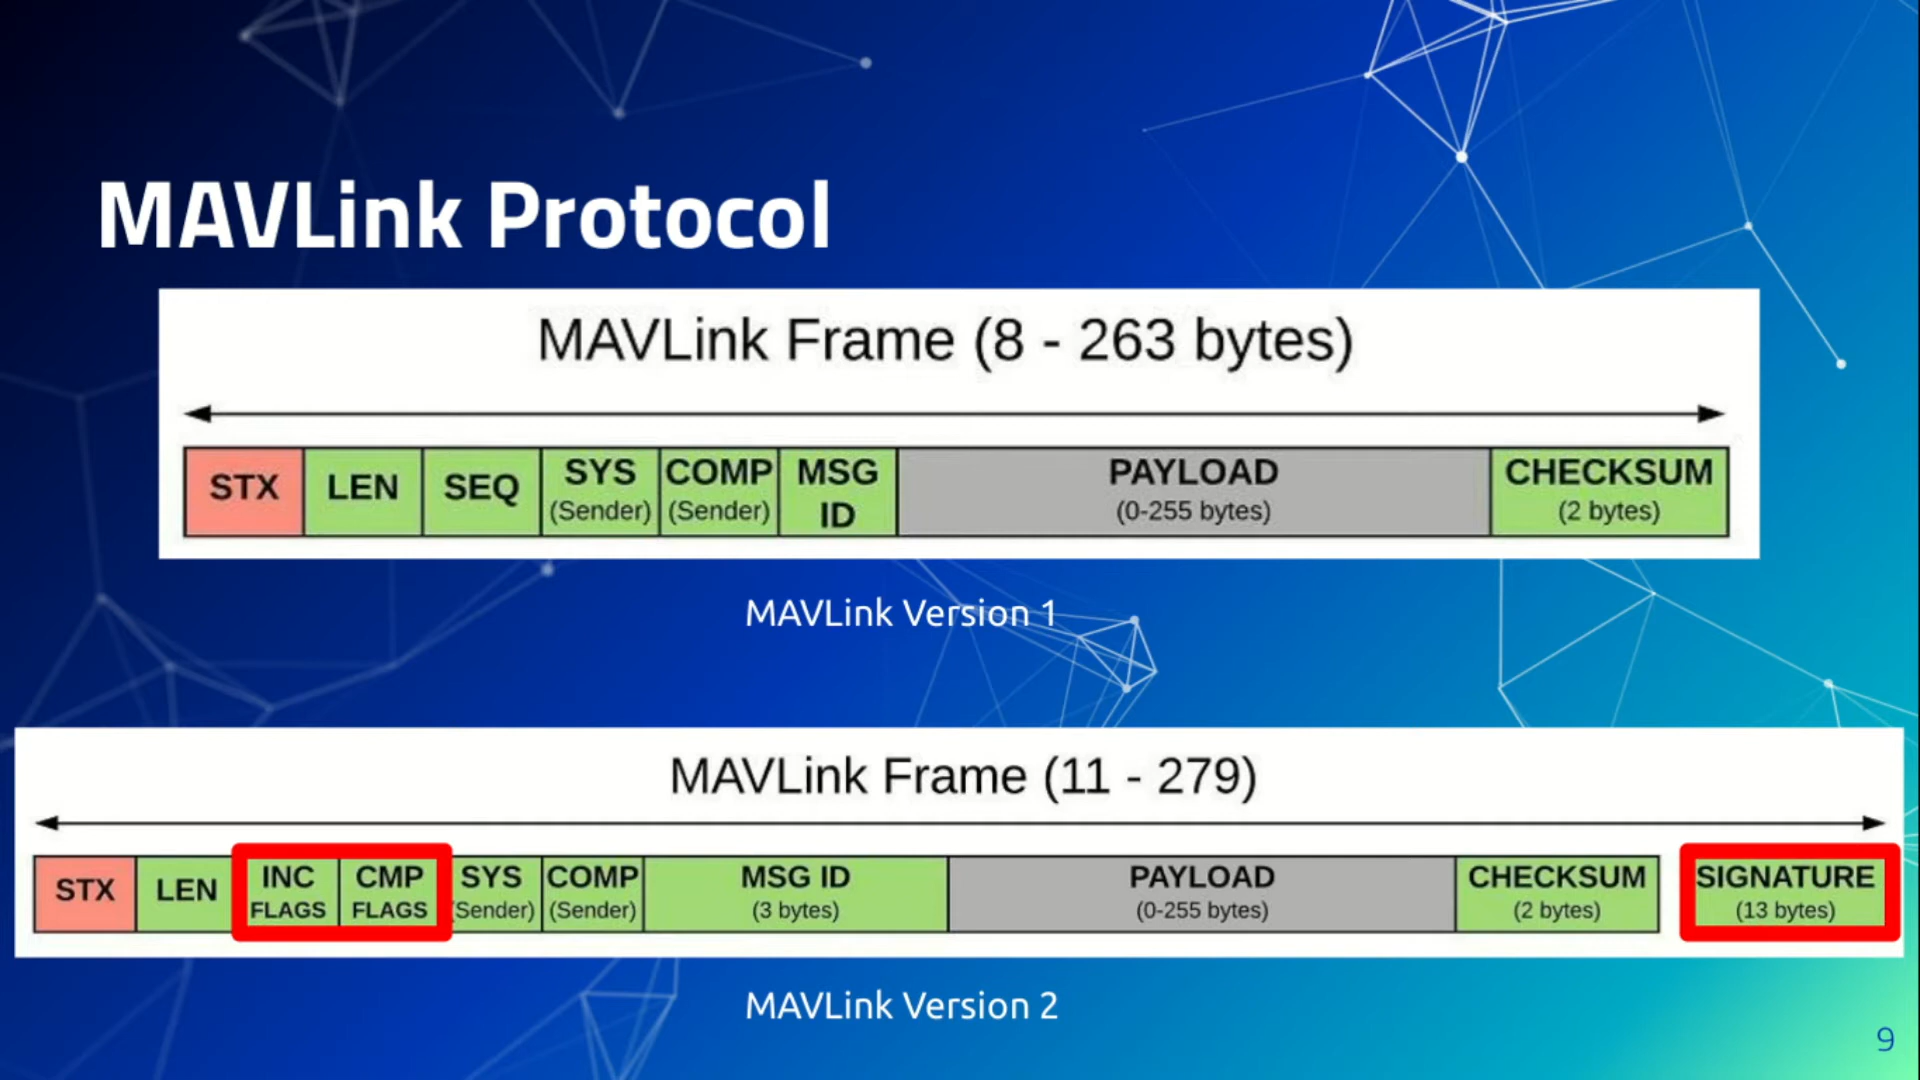 MAVLink Protocol
MAVLink Frame (8 - 263 bytes)
STX LEN SEQ SYS (Sender) COMP (Sender) MSG ID PAYLOAD (0-255 bytes) CHECKSUM (2 bytes)
MAVLink Version 1
MAVLink Frame (11 - 279)
STX LEN INC FLAGS CMP FLAGS SYS (Sender) COMP (Sender) MSG ID (3 bytes) PAYLOAD (0-255 bytes) CHECKSUM (2 bytes) SIGNATURE (13 bytes)
MAVLink Version 2
9